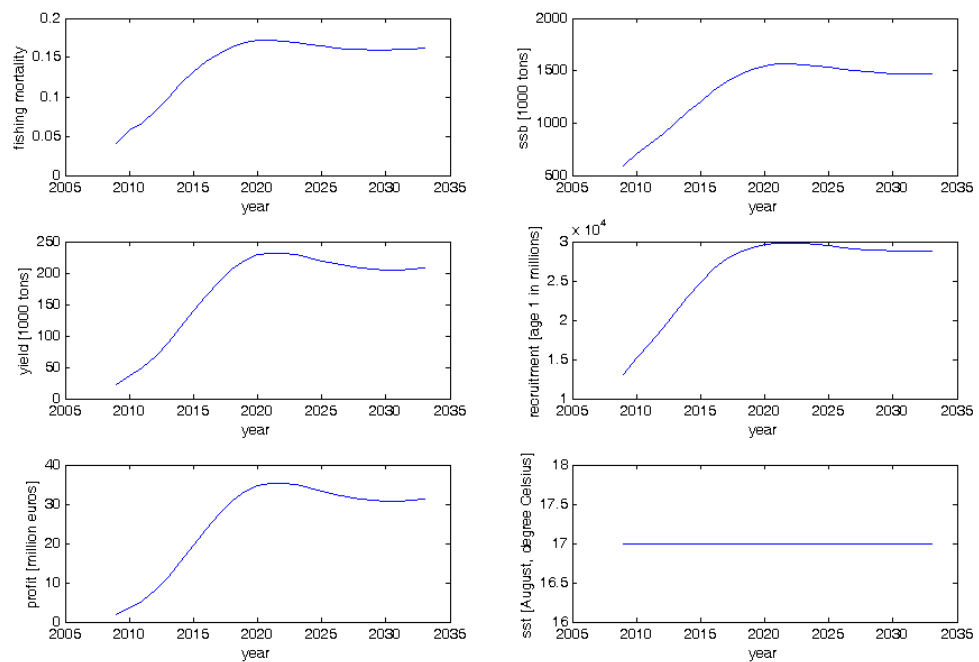 fishing mortality
0.2
0.15
0.1
0.05
0
2005 2010 2015 2020 2025 2030 2035
year
ssb [1000 tons]
2000
1500
1000
500
2005 2010 2015 2020 2025 2030 2035
year
yield [1000 tons]
250
200
150
100
50
0
2005 2010 2015 2020 2025 2030 2035
year
recruitment [age 1 in millions]
x 10^4
3
2.5
2
1.5
1
2005 2010 2015 2020 2025 2030 2035
year
profit [million euros]
40
30
20
10
0
2005 2010 2015 2020 2025 2030 2035
year
sst [August, degree Celsius]
18
17.5
17
16.5
16
2005 2010 2015 2020 2025 2030 2035
year